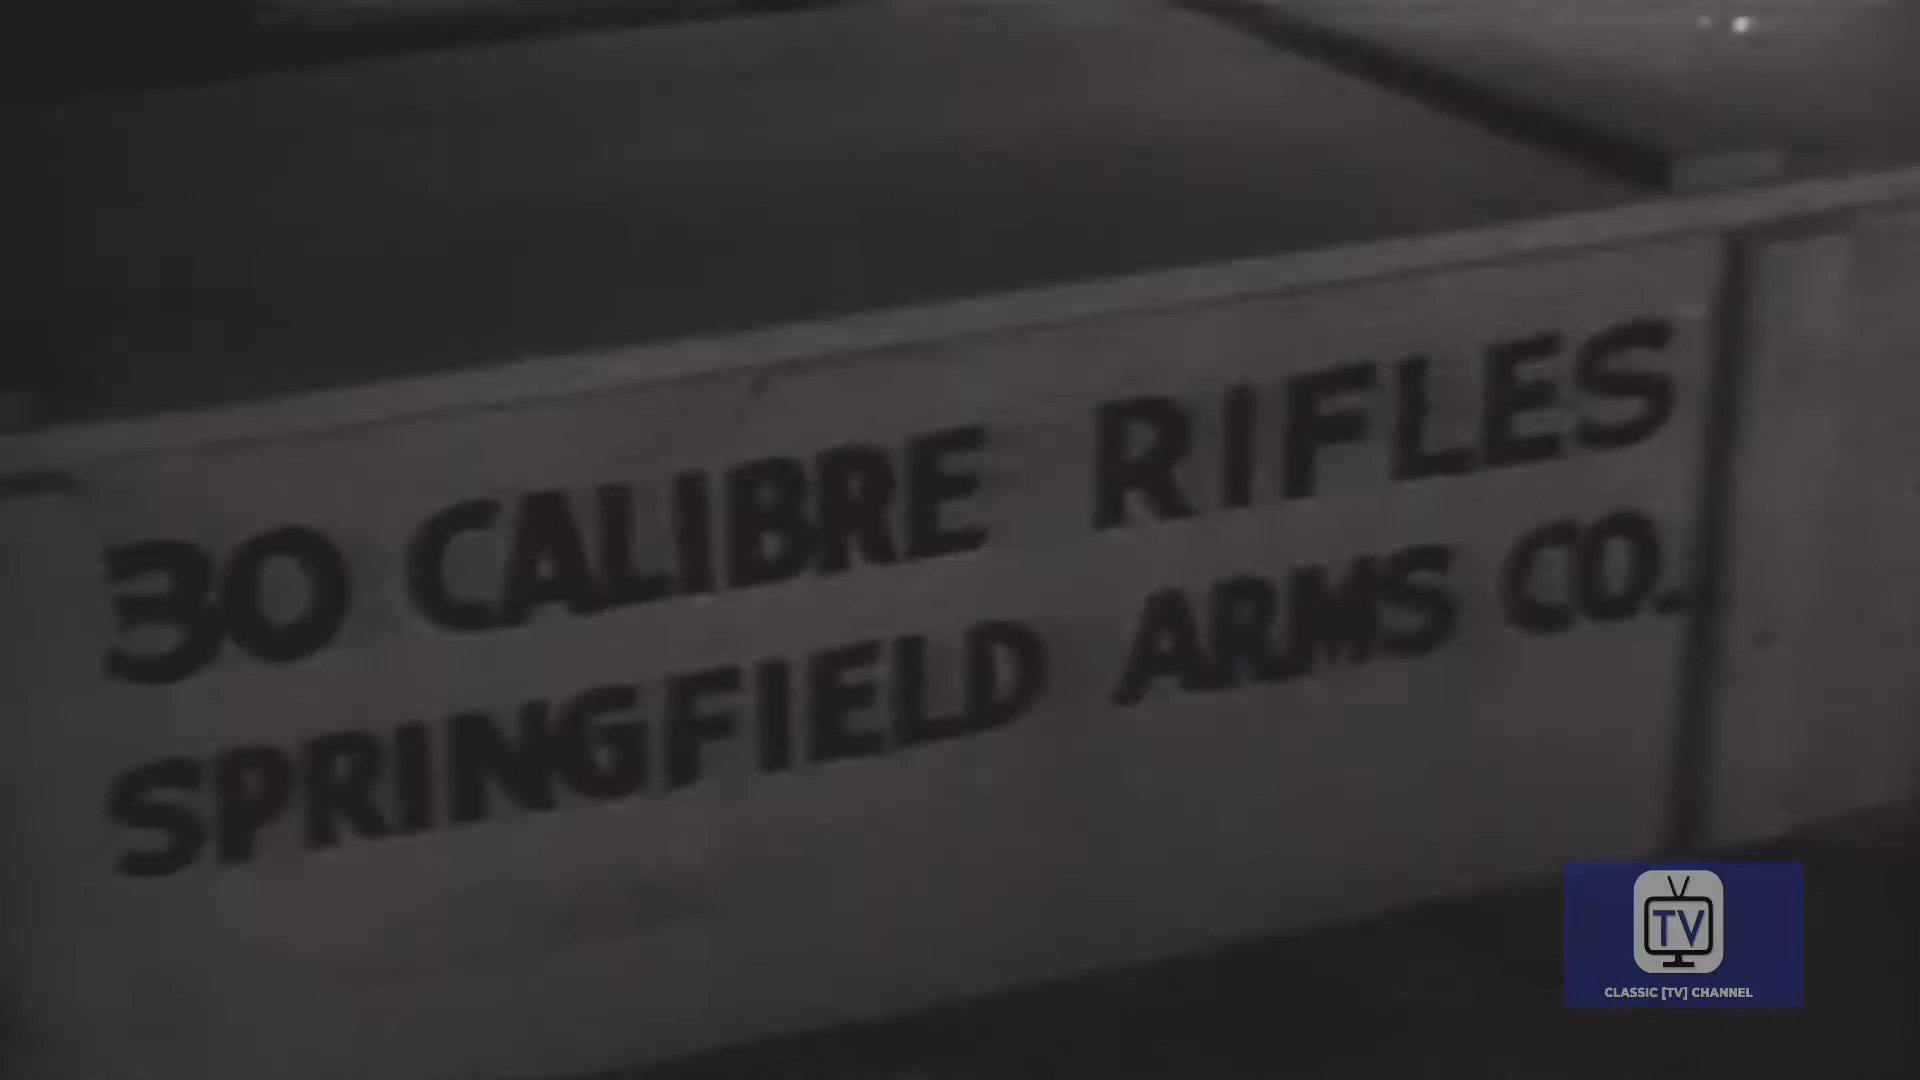 30 CALIBRE RIFLES
SPRINGFIELD ARMS CO.
TV
CLASSIC [TV] CHANNEL